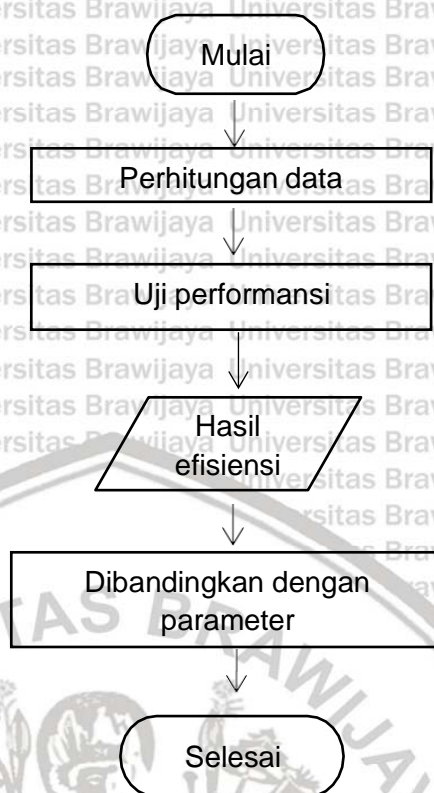 Mulai
Perhitungan data
Uji performansi
Hasil
efisiensi
Dibandingkan dengan
parameter
Selesai